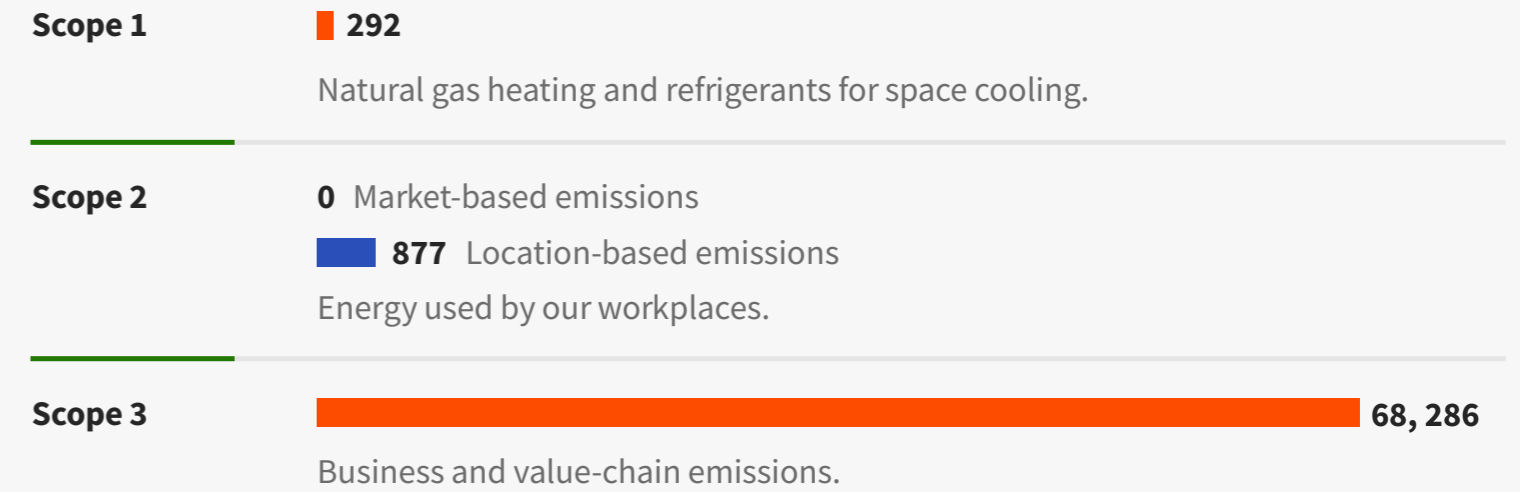 Scope 1 292
Natural gas heating and refrigerants for space cooling.
Scope 2 0 Market-based emissions
877 Location-based emissions
Energy used by our workplaces.
Scope 3 68, 286
Business and value-chain emissions.